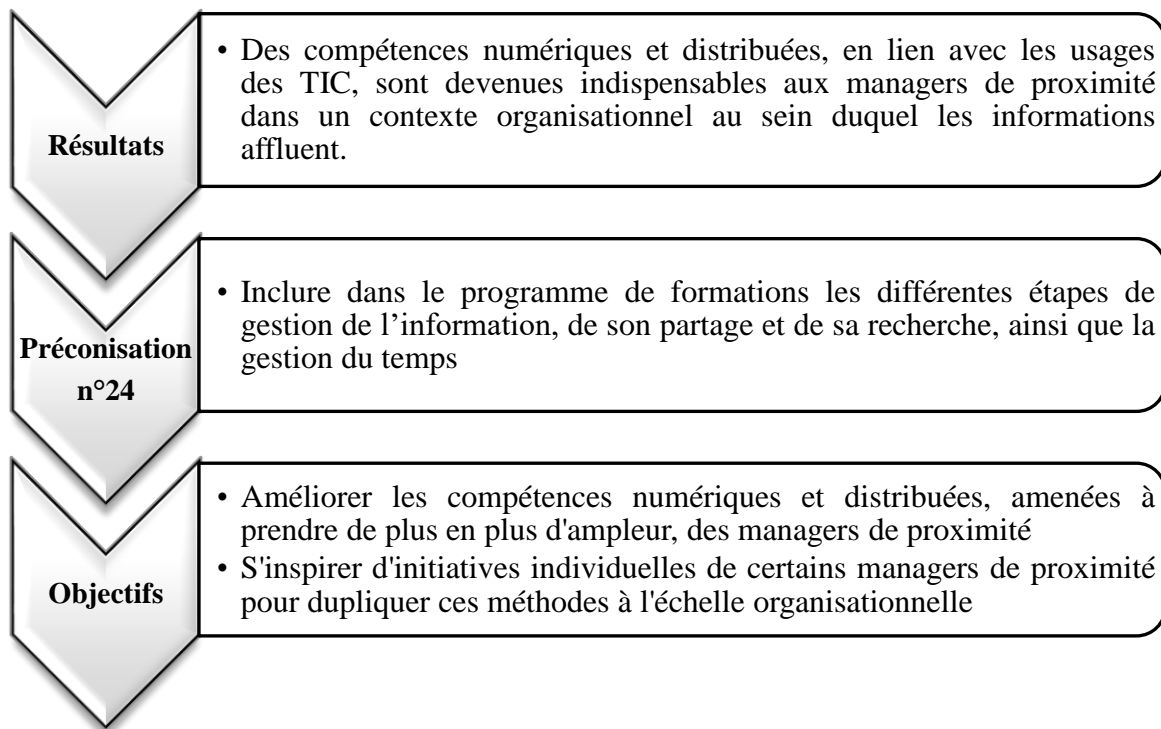 Résultats
• Des compétences numériques et distribuées, en lien avec les usages
des TIC, sont devenues indispensables aux managers de proximité
dans un contexte organisationnel au sein duquel les informations
affluent.
Préconisation
n°24
• Inclure dans le programme de formations les différentes étapes de
gestion de l’information, de son partage et de sa recherche, ainsi que la
gestion du temps
Objectifs
• Améliorer les compétences numériques et distribuées, amenées à
prendre de plus en plus d'ampleur, des managers de proximité
• S'inspirer d'initiatives individuelles de certains managers de proximité
pour dupliquer ces méthodes à l'échelle organisationnelle